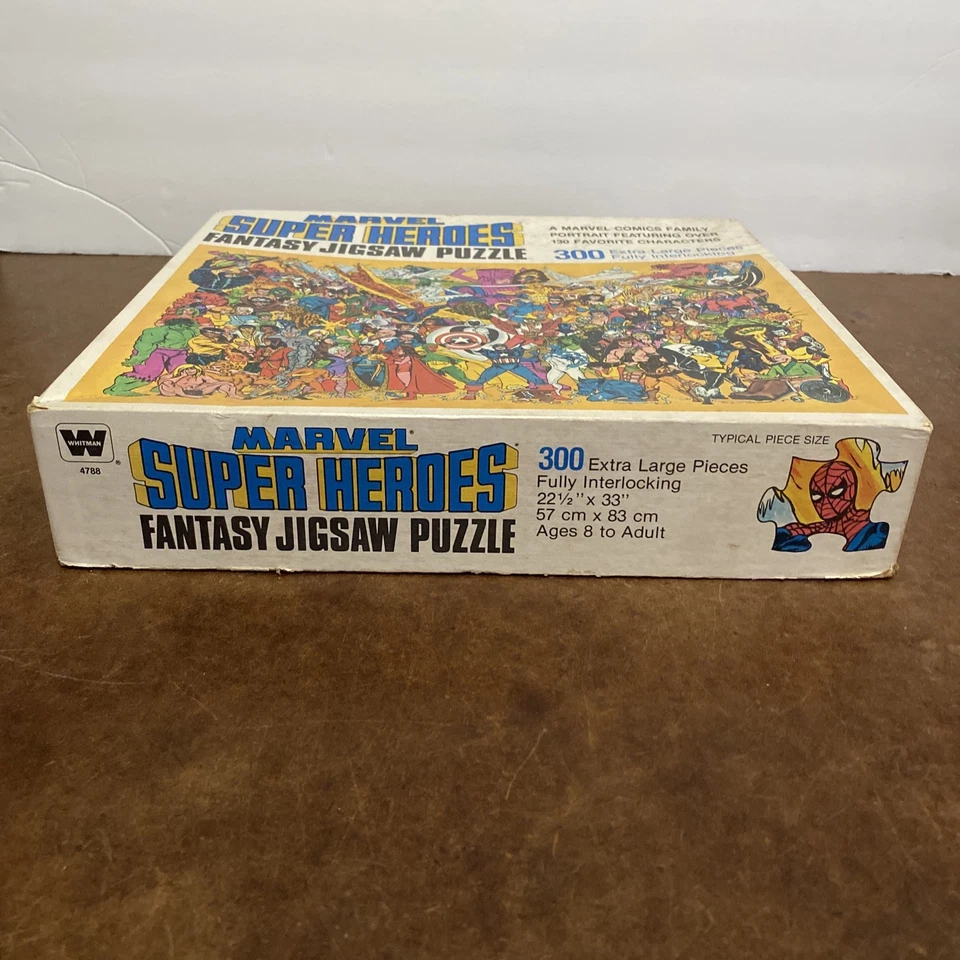 MARVEL
SUPER HEROES
FANTASY JIGSAW PUZZLE
A MARVEL COMICS FAMILY
PORTRAIT FEATURING OVER
130 FAVORITE CHARACTERS
300 Extra Large Pieces
Fully Interlocking
WHITMAN
®
4788
MARVEL
SUPER HEROES
FANTASY JIGSAW PUZZLE
300 Extra Large Pieces
Fully Interlocking
22½" x 33"
57 cm x 83 cm
Ages 8 to Adult
TYPICAL PIECE SIZE